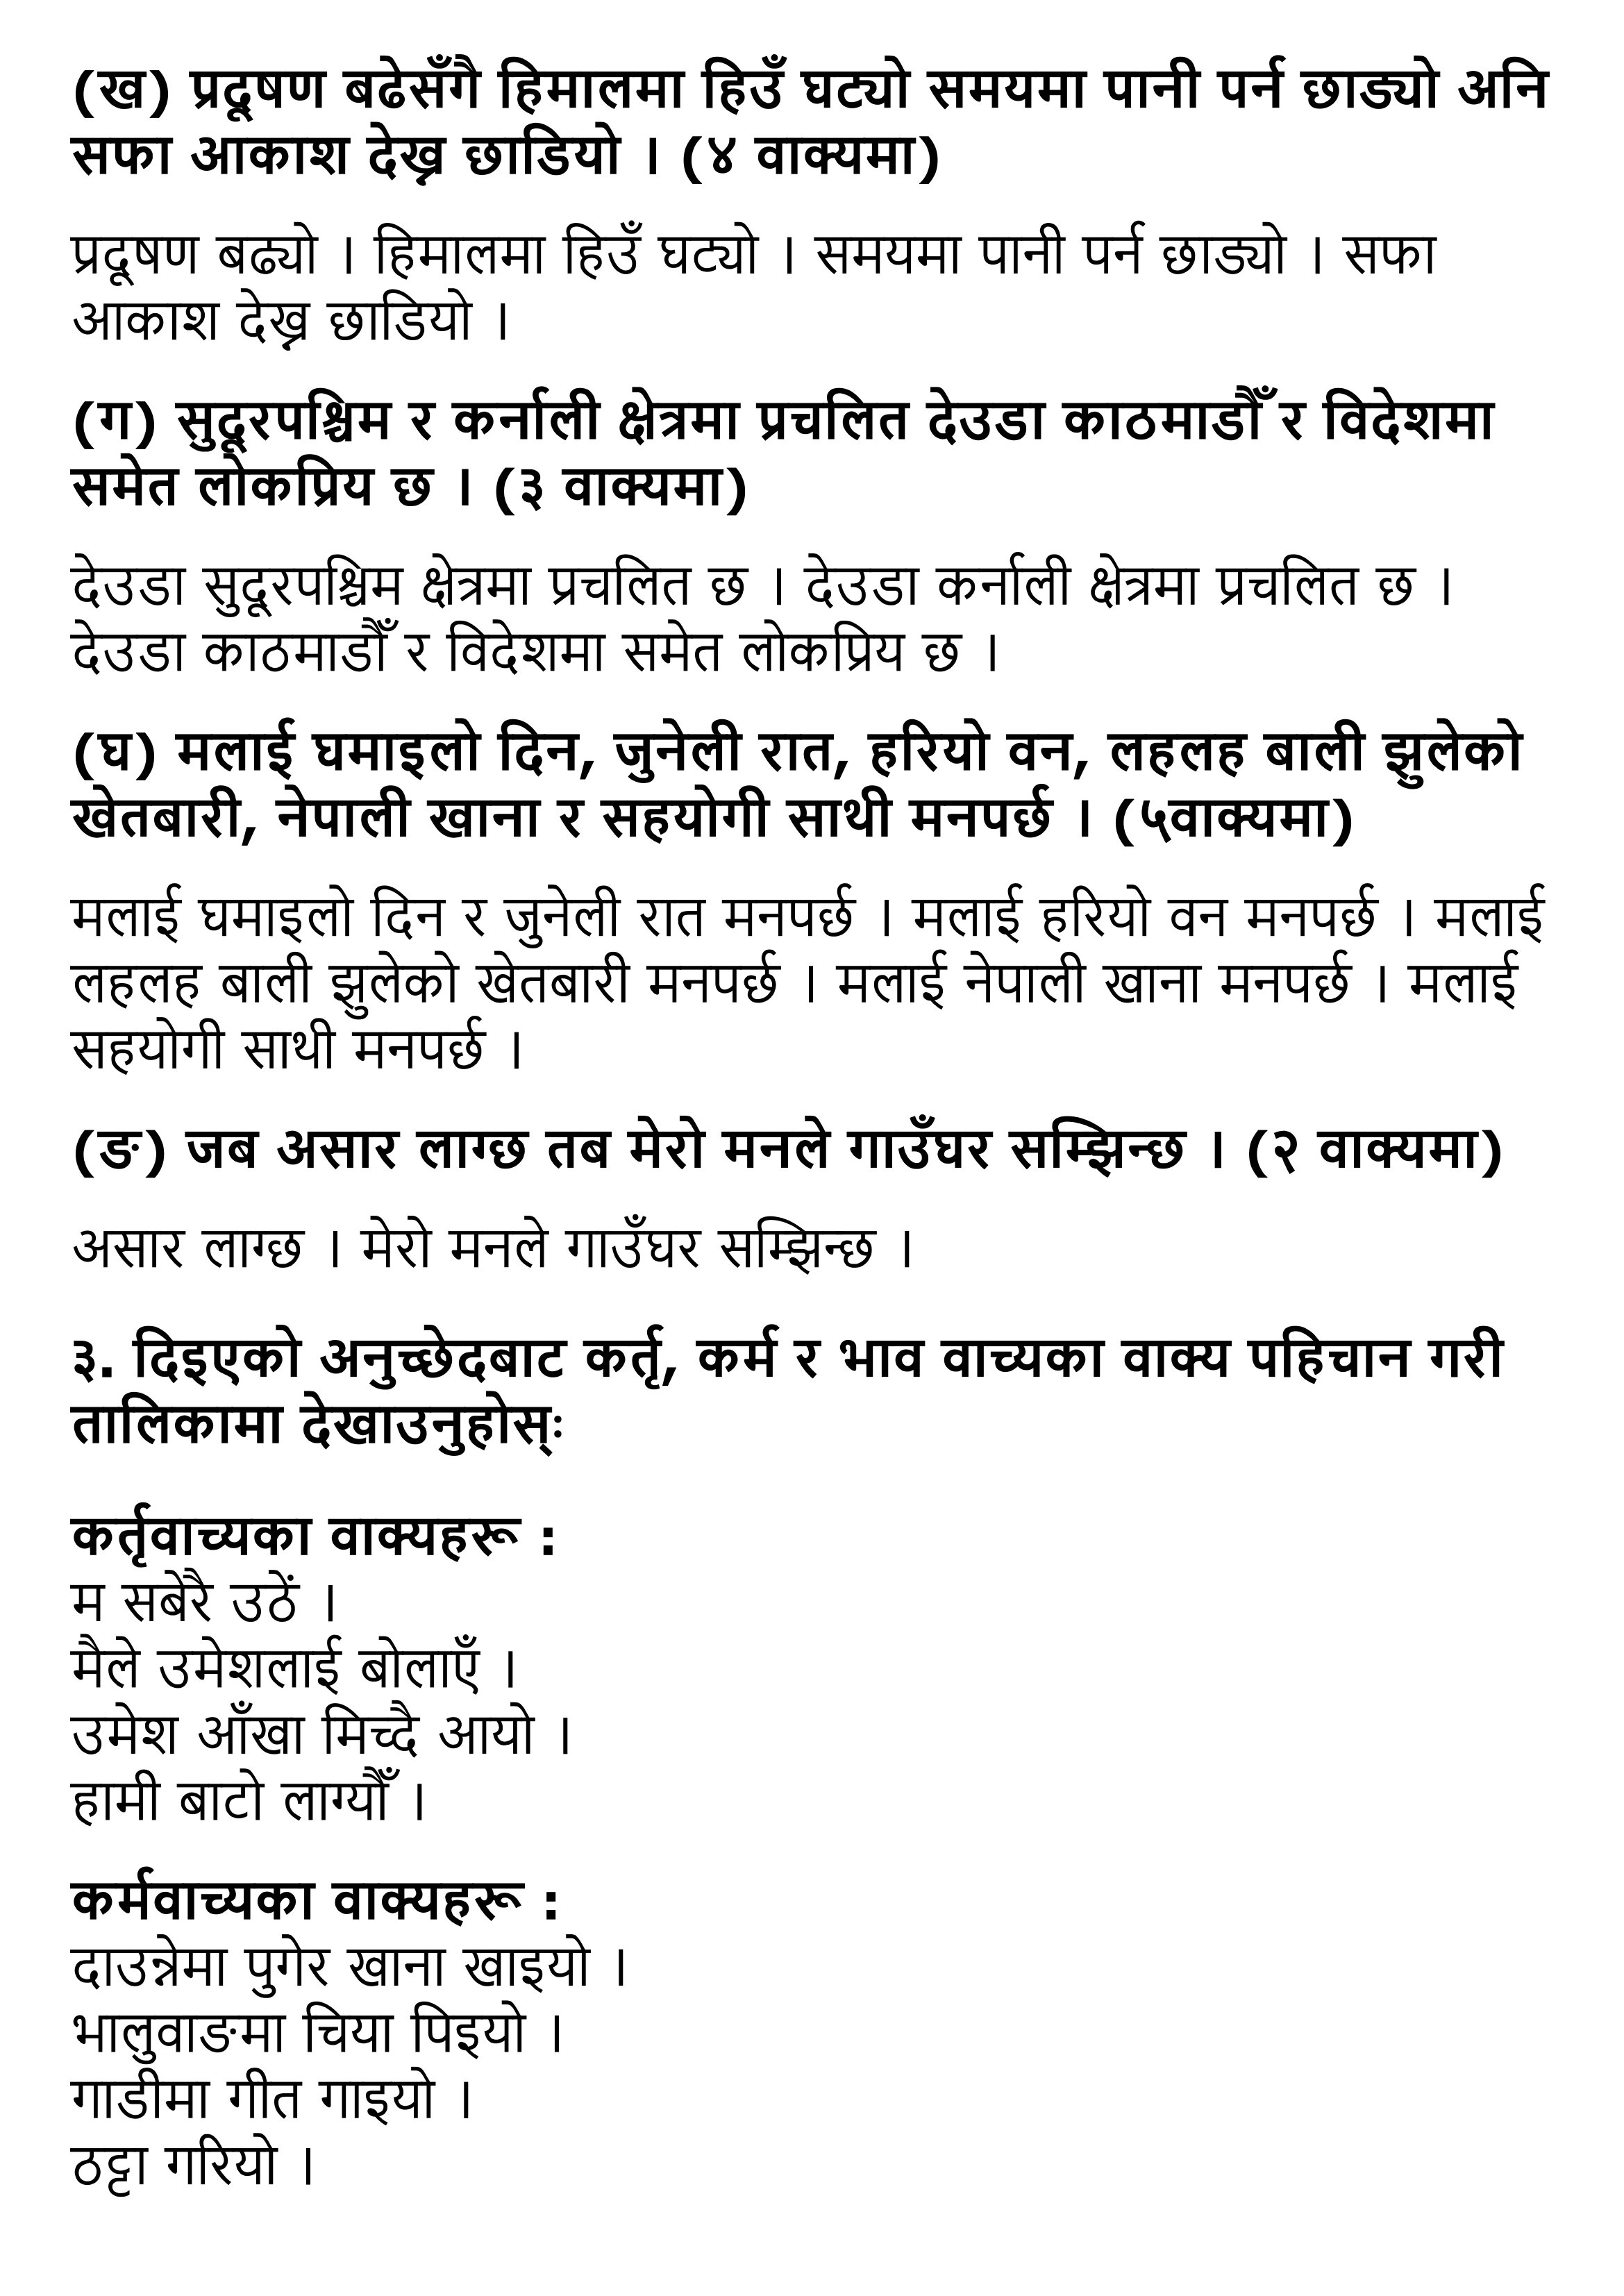 (ख) प्रदूषण बढेसँगै हिमालमा हिउँ घट्यो समयमा पानी पर्न छाड्यो अनि
सफा आकाश देख्न छाडियो । (४ वाक्यमा)
प्रदूषण बढ्यो । हिमालमा हिउँ घट्यो । समयमा पानी पर्न छाड्यो । सफा
आकाश देख्न छाडियो ।
(ग) सुदूरपश्चिम र कर्नाली क्षेत्रमा प्रचलित देउडा काठमाडौँ र विदेशमा
समेत लोकप्रिय छ । (३ वाक्यमा)
देउडा सुदूरपश्चिम क्षेत्रमा प्रचलित छ । देउडा कर्नाली क्षेत्रमा प्रचलित छ ।
देउडा काठमाडौँ र विदेशमा समेत लोकप्रिय छ ।
(घ) मलाई घमाइलो दिन, जुनेली रात, हरियो वन, लहलह बाली झुलेको
खेतबारी, नेपाली खाना र सहयोगी साथी मनपर्छ । (५वाक्यमा)
मलाई घमाइलो दिन र जुनेली रात मनपर्छ । मलाई हरियो वन मनपर्छ । मलाई
लहलह बाली झुलेको खेतबारी मनपर्छ । मलाई नेपाली खाना मनपर्छ । मलाई
सहयोगी साथी मनपर्छ ।
(ङ) जब असार लाग्छ तब मेरो मनले गाउँघर सम्झिन्छ । (२ वाक्यमा)
असार लाग्छ । मेरो मनले गाउँघर सम्झिन्छ ।
३. दिइएको अनुच्छेदबाट कर्तृ, कर्म र भाव वाच्यका वाक्य पहिचान गरी
तालिकामा देखाउनुहोस्ः
कर्तृवाच्यका वाक्यहरू :
म सबेरै उठें ।
मैले उमेशलाई बोलाएँ ।
उमेश आँखा मिच्दै आयो ।
हामी बाटो लाग्यौँ ।
कर्मवाच्यका वाक्यहरू :
दाउन्नेमा पुगेर खाना खाइयो ।
भालुवाङमा चिया पिइयो ।
गाडीमा गीत गाइयो ।
ठट्टा गरियो ।